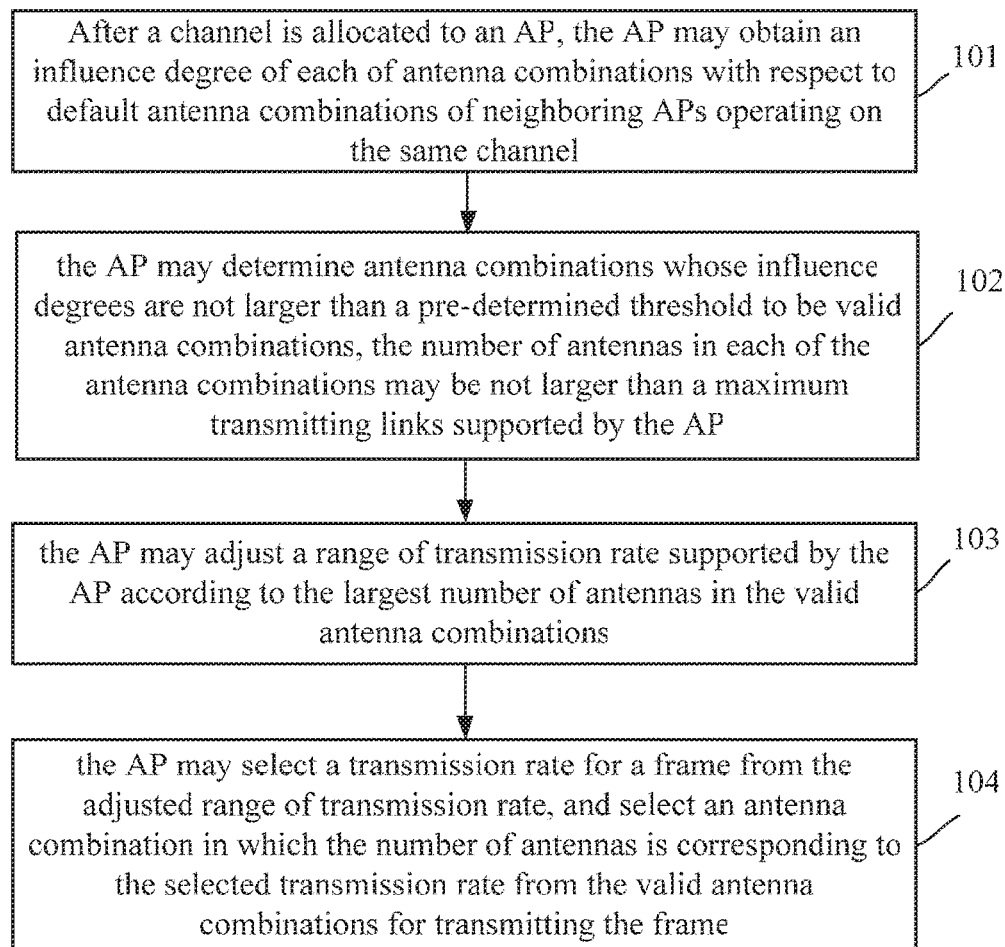 After a channel is allocated to an AP, the AP may obtain an
influence degree of each of antenna combinations with respect to
default antenna combinations of neighboring APs operating on
the same channel
101
the AP may determine antenna combinations whose influence
degrees are not larger than a pre-determined threshold to be valid
antenna combinations, the number of antennas in each of the
antenna combinations may be not larger than a maximum
transmitting links supported by the AP
102
the AP may adjust a range of transmission rate supported by the
AP according to the largest number of antennas in the valid
antenna combinations
103
the AP may select a transmission rate for a frame from the
adjusted range of transmission rate, and select an antenna
combination in which the number of antennas is corresponding to
the selected transmission rate from the valid antenna
combinations for transmitting the frame
104